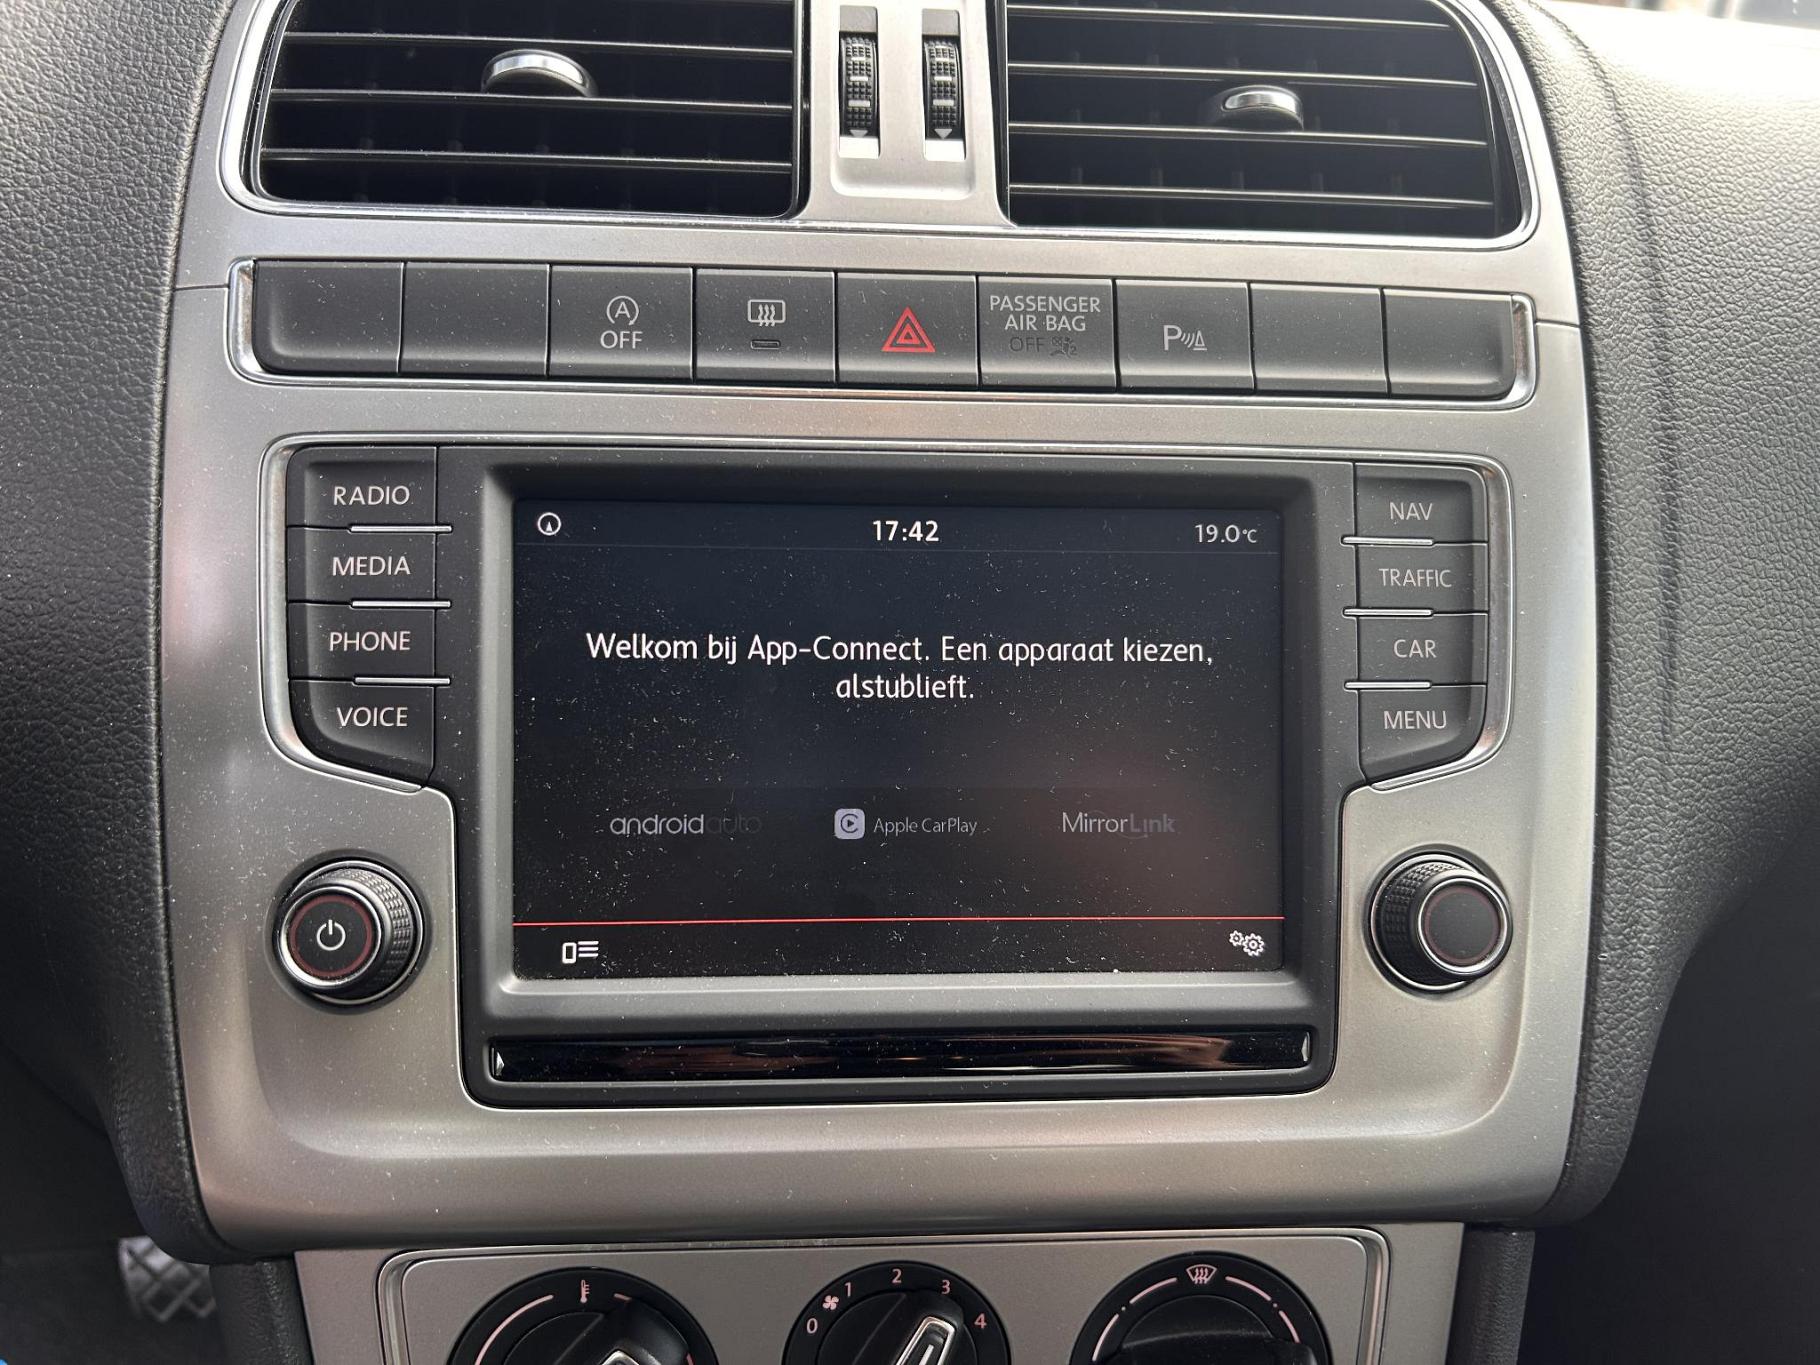 A
OFF
PASSENGER
AIR BAG
OFF 2
P
RADIO
MEDIA
PHONE
VOICE
NAV
TRAFFIC
CAR
MENU
17:42
19.0°C
Welkom bij App-Connect. Een apparaat kiezen,
alstublieft.
androidauto
Apple CarPlay
MirrorLink
0 1 2 3 4